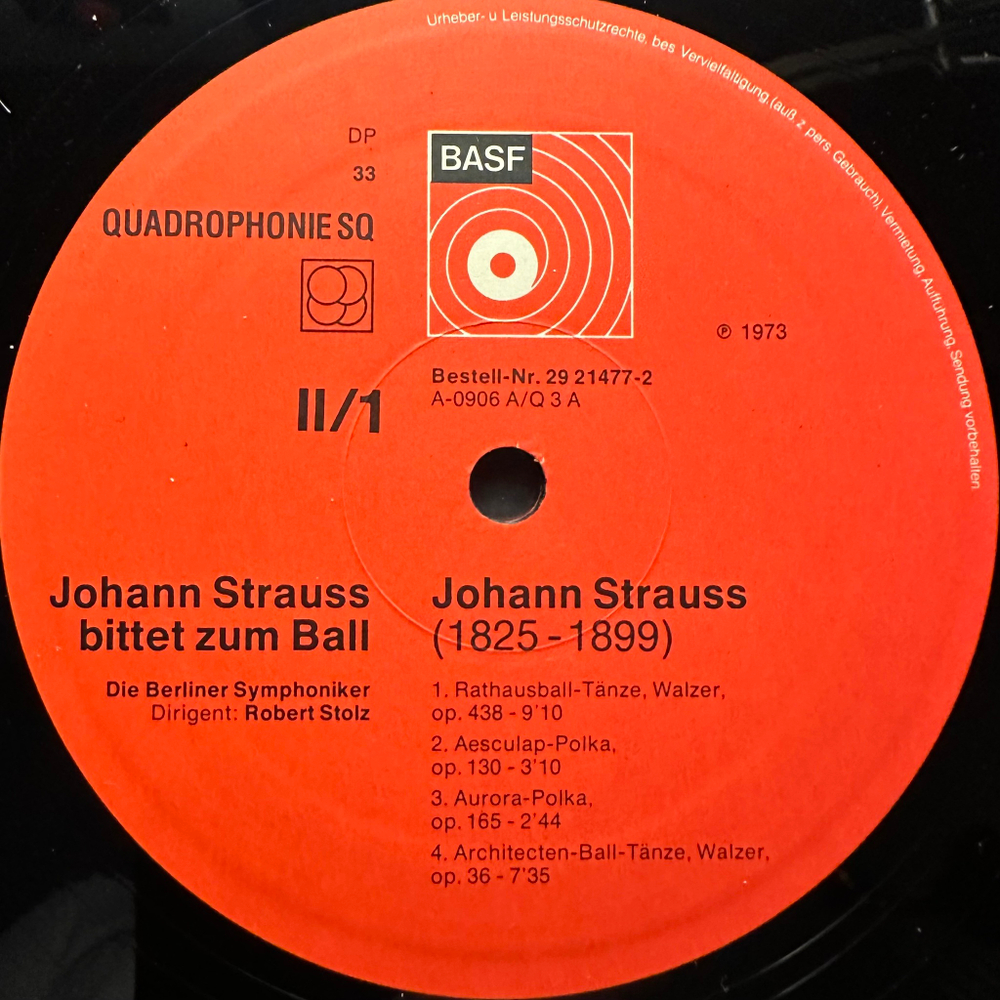 Urheber- u Leistungsschutzrechte, bes. Vervielfältigung, (auß. z. pers. Gebrauch), Vermietung, Aufführung, Sendung vorbehalten
DP
33
QUADROPHONIE SQ
BASF
℗ 1973
Bestell-Nr. 29 21477-2
A-0906 A/Q 3 A
II/1
Johann Strauss
bittet zum Ball
Die Berliner Symphoniker
Dirigent: Robert Stolz
Johann Strauss
(1825 - 1899)
1. Rathausball-Tänze, Walzer,
op. 438 - 9'10
2. Aesculap-Polka,
op. 130 - 3'10
3. Aurora-Polka,
op. 165 - 2'44
4. Architecten-Ball-Tänze, Walzer,
op. 36 - 7'35